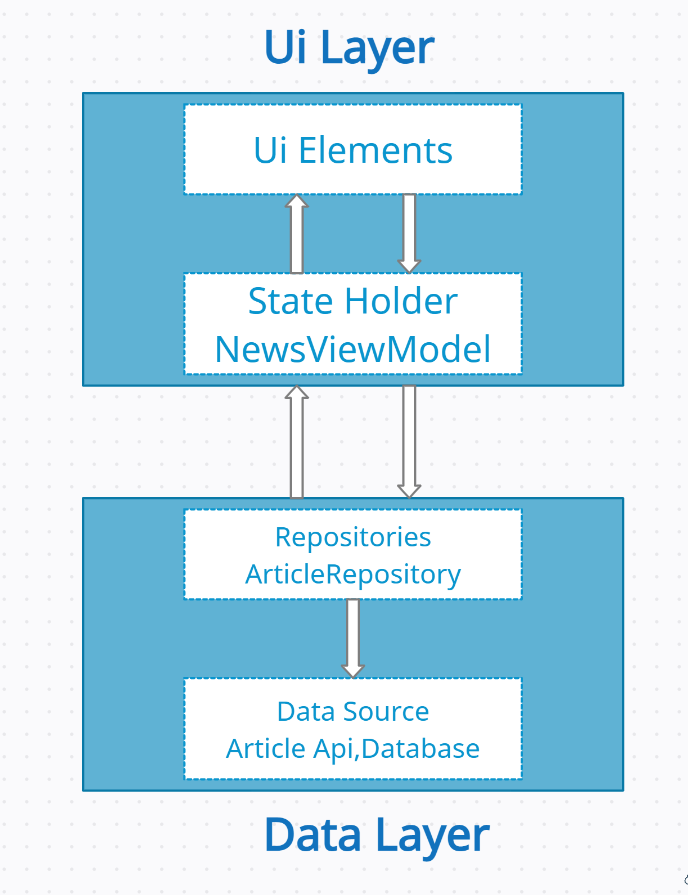 Ui Layer
Ui Elements
State Holder
NewsViewModel
Repositories
ArticleRepository
Data Source
Article Api,Database
Data Layer